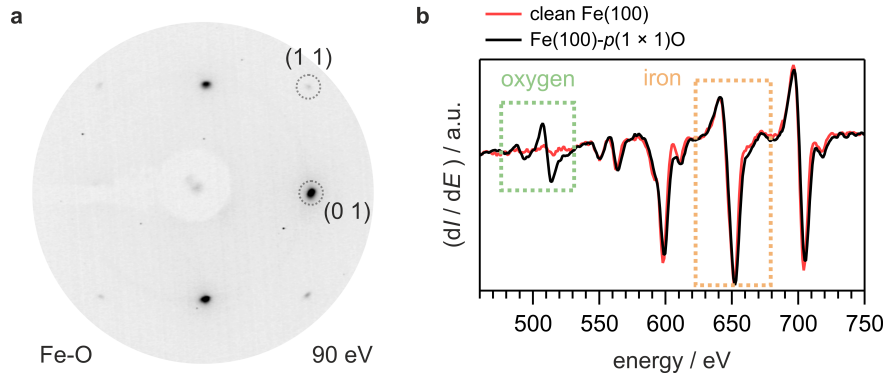 a
(1 1)
(0 1)
Fe-O
90 eV
b
clean Fe(100)
Fe(100)-p(1 × 1)O
oxygen
iron
(dI / dE ) / a.u.
500
550
600
650
700
750
energy / eV